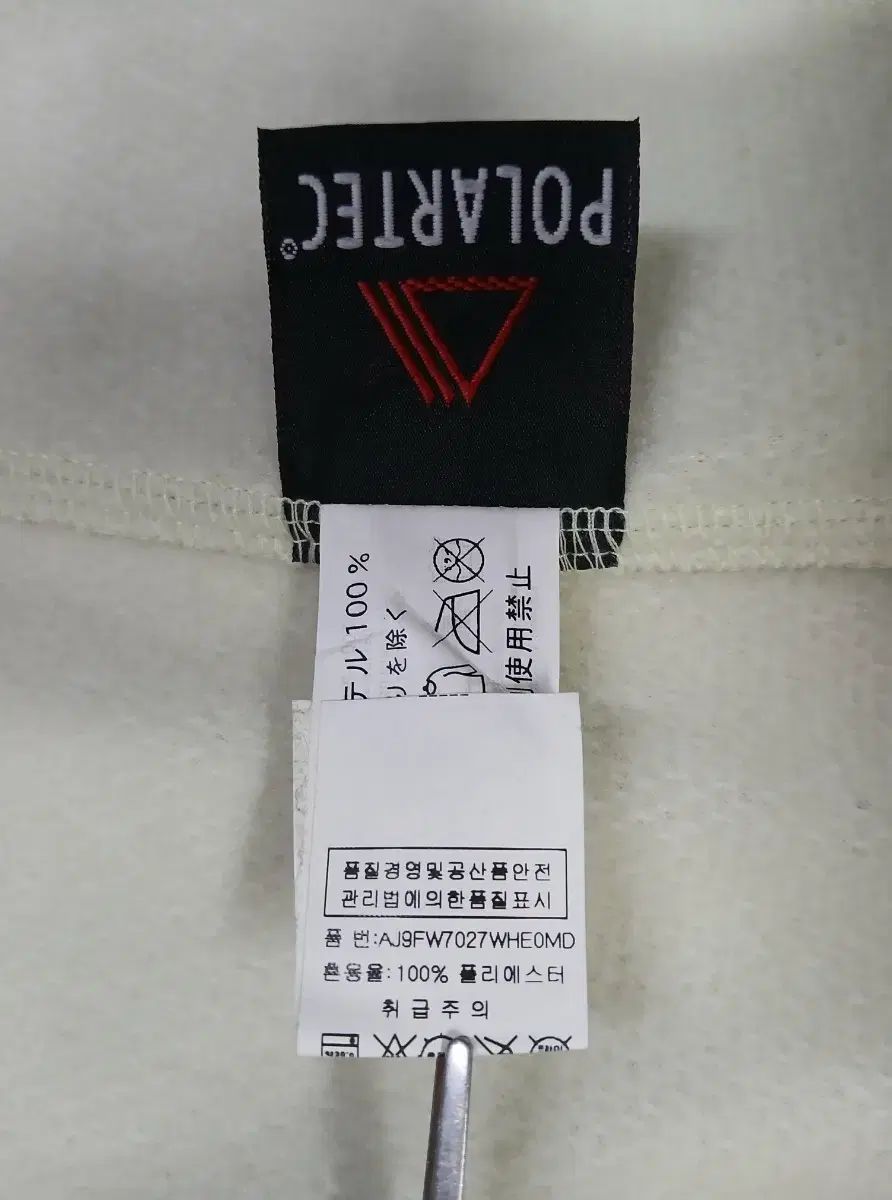 POLARTEC®
テル100%
りを除く
使用禁止
품질경영및공산품안전
관리법에의한품질표시
품 번:AJ9FW7027WHE0MD
혼용율:100% 폴리에스터
취급주의